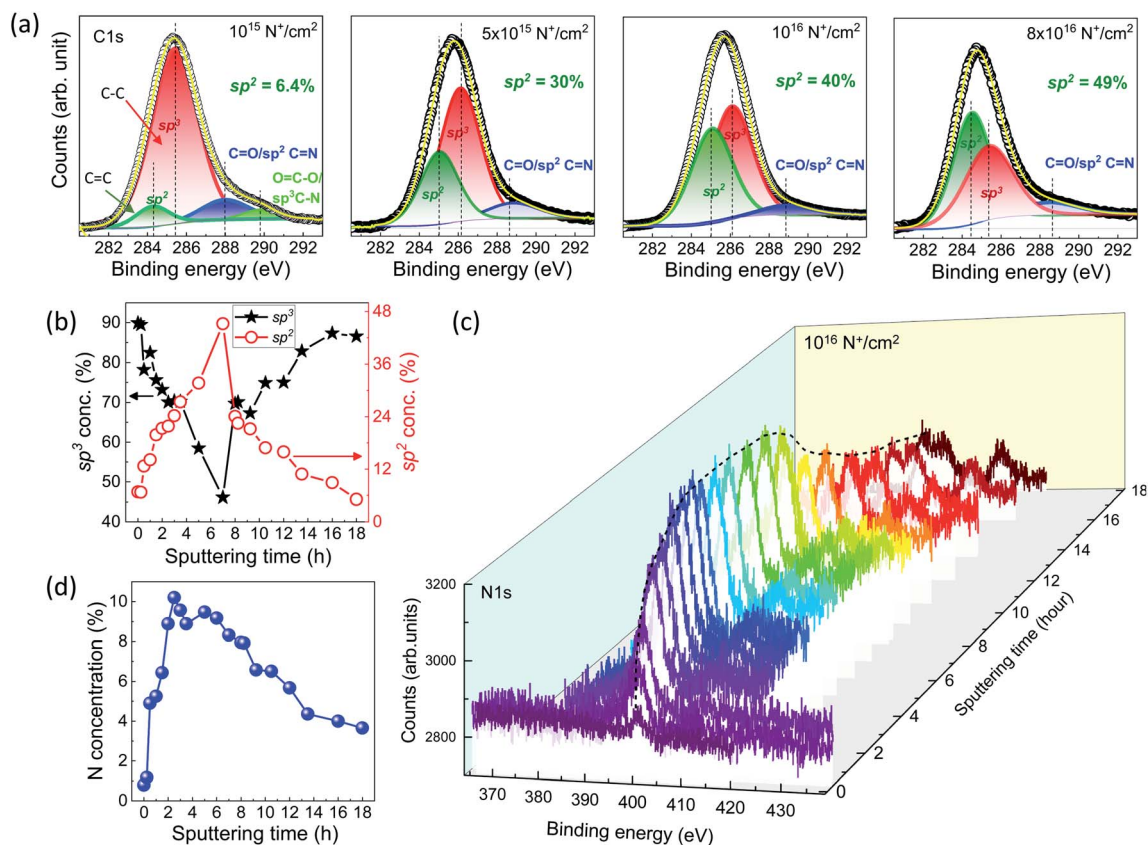 (a)
C1s
10¹⁵ N⁺/cm²
sp² = 6.4%
C-C
sp³
C=C
sp²
C=O/sp² C=N
O=C-O/
sp³C-N
Counts (arb. unit)
282 284 286 288 290 292
Binding energy (eV)
5x10¹⁵ N⁺/cm²
sp² = 30%
sp³
sp²
C=O/sp² C=N
282 284 286 288 290 292
Binding energy (eV)
10¹⁶ N⁺/cm²
sp² = 40%
sp³
sp²
C=O/sp² C=N
282 284 286 288 290 292
Binding energy (eV)
8x10¹⁶ N⁺/cm²
sp² = 49%
sp²
sp³
C=O/sp² C=N
282 284 286 288 290 292
Binding energy (eV)
(b)
sp³
sp²
90
80
70
60
50
40
sp³ conc. (%)
48
36
24
12
0
sp² conc. (%)
0 2 4 6 8 10 12 14 16 18
Sputtering time (h)
(c)
10¹⁶ N⁺/cm²
N1s
3200
3000
2800
Counts (arb.units)
370 380 390 400 410 420 430
Binding energy (eV)
0 2 4 6 8 10 12 14 16 18
Sputtering time (hour)
(d)
10
8
6
4
2
0
N concentration (%)
0 2 4 6 8 10 12 14 16 18
Sputtering time (h)